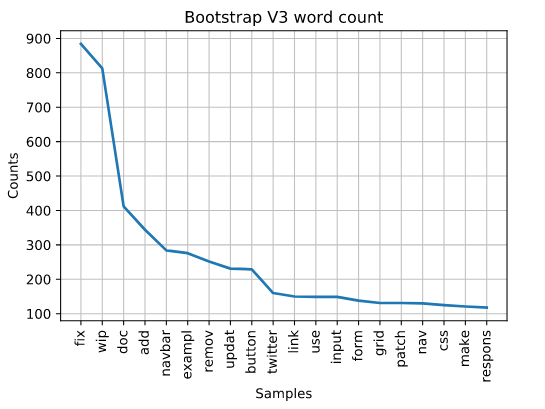 Bootstrap V3 word count
900
800
700
600
500
400
300
200
100
Counts
fix
wip
doc
add
navbar
exampl
remov
updat
button
twitter
link
use
input
form
grid
patch
nav
css
make
respons
Samples